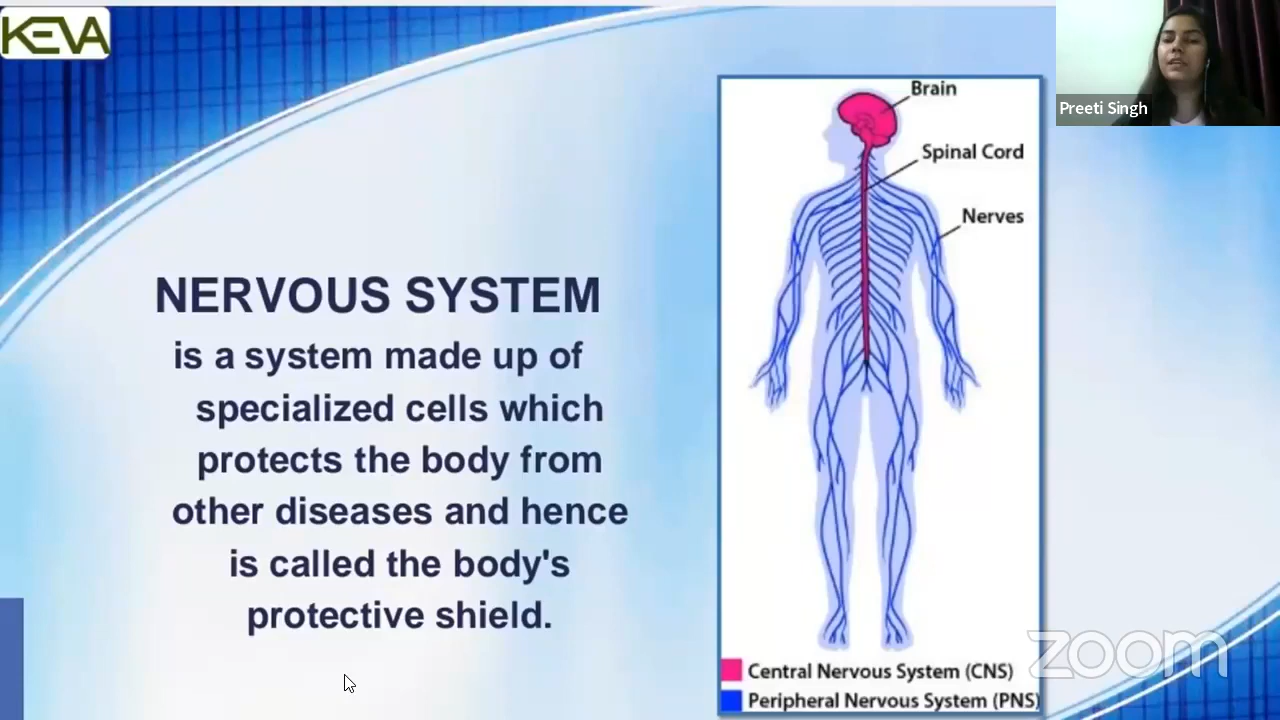 KEVA
Preeti Singh
NERVOUS SYSTEM
is a system made up of
specialized cells which
protects the body from
other diseases and hence
is called the body's
protective shield.
Brain
Spinal Cord
Nerves
Central Nervous System (CNS)
Peripheral Nervous System (PNS)
zoom